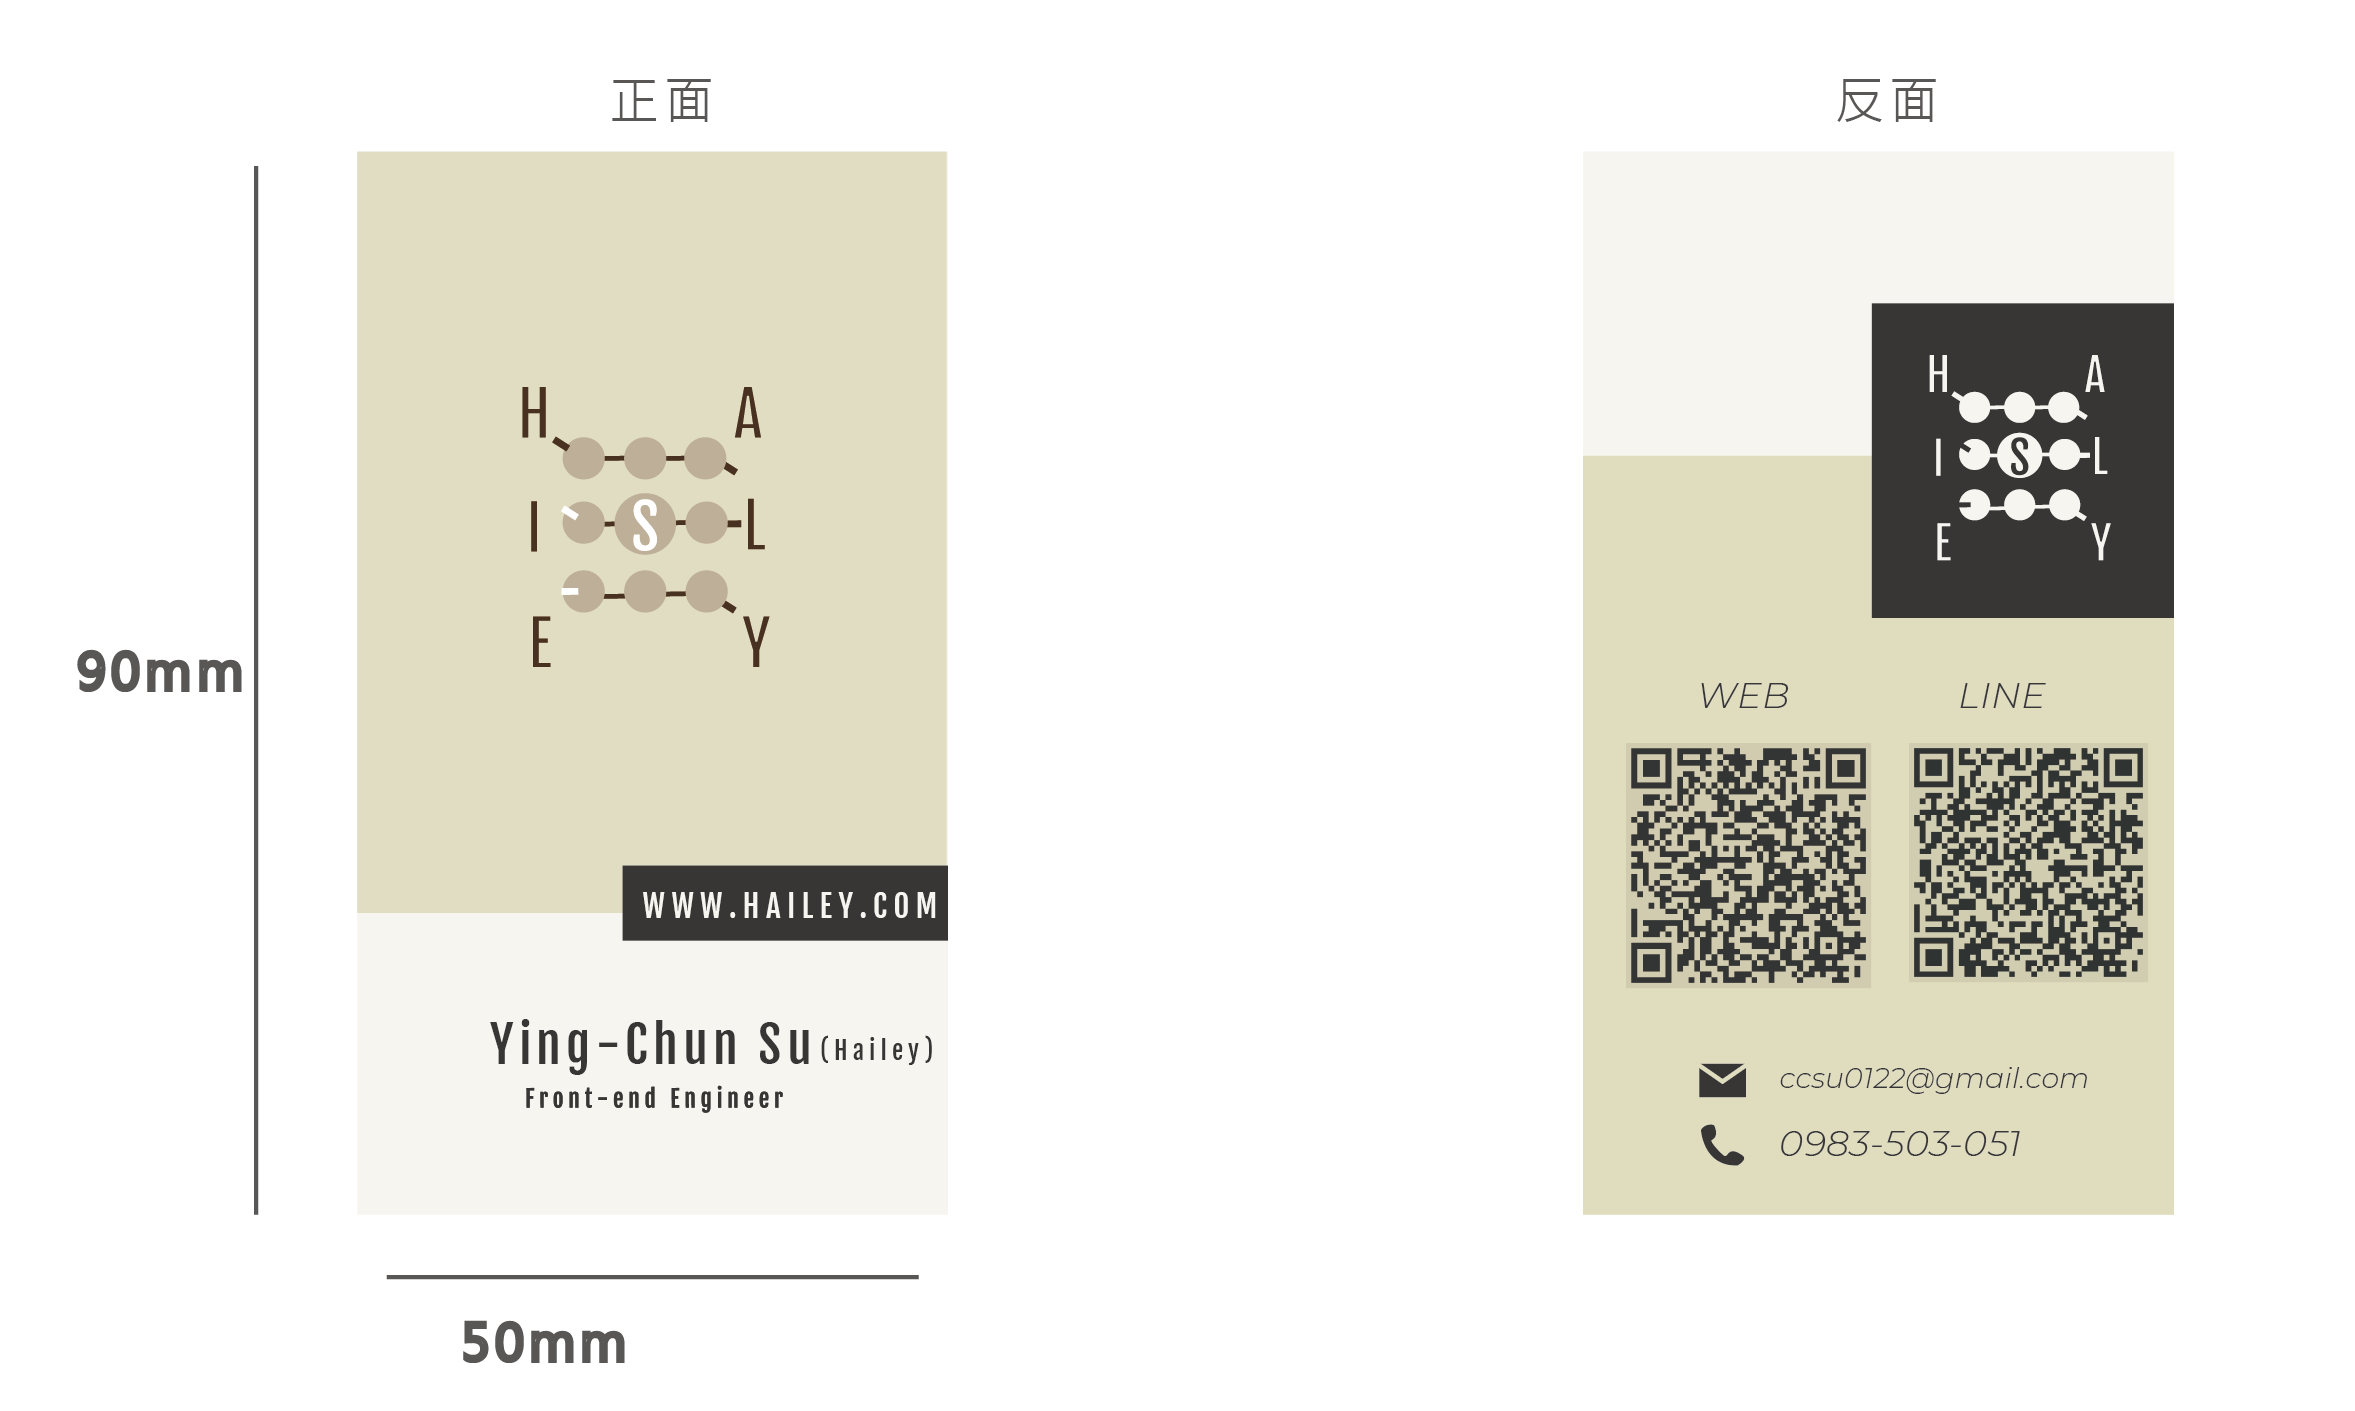 正面
H A
I S L
E Y
WWW.HAILEY.COM
Ying-Chun Su(Hailey)
Front-end Engineer
90mm
50mm
反面
H A
I S L
E Y
WEB LINE
ccsu0122@gmail.com
0983-503-051